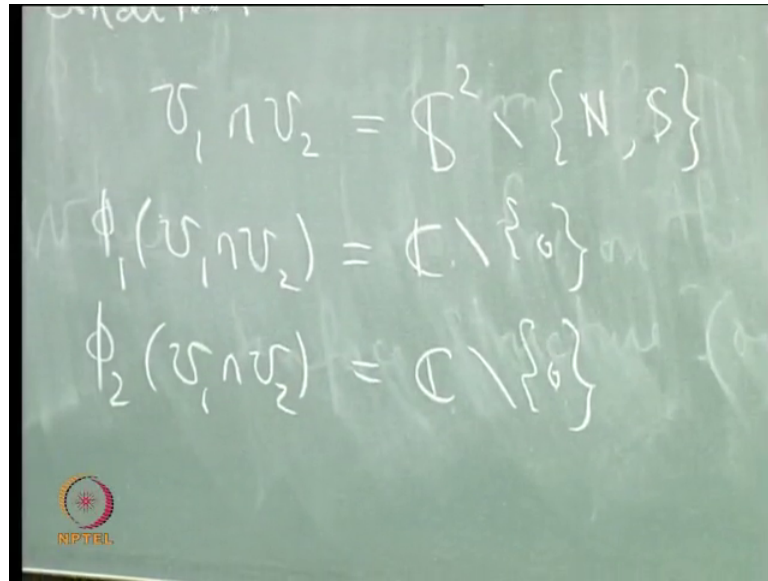 U₁ ∩ U₂ = S² \ {N, S}
ϕ₁(U₁ ∩ U₂) = ℂ \ {0}
ϕ₂(U₁ ∩ U₂) = ℂ \ {0}
NPTEL